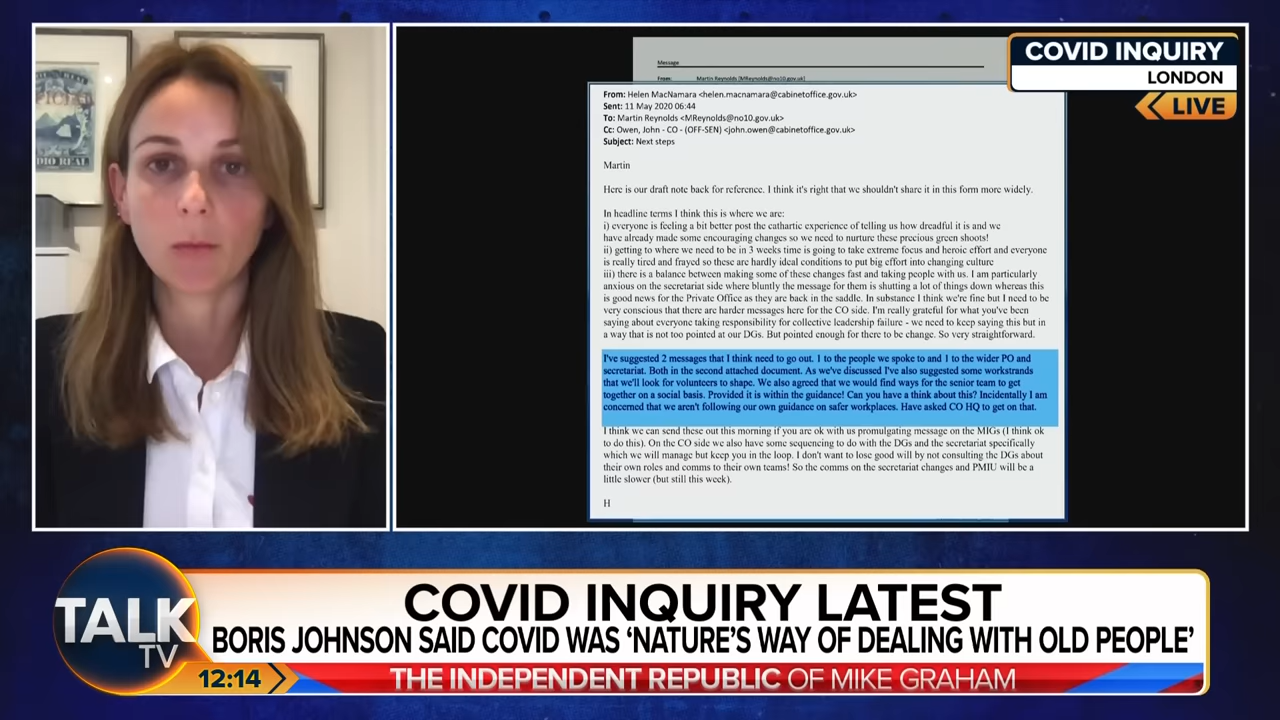 COVID INQUIRY
LONDON
LIVE
Message
From: Martin Reynolds [MReynolds@no10.gov.uk]
From: Helen MacNamara <helen.macnamara@cabinetoffice.gov.uk>
Sent: 11 May 2020 06:44
To: Martin Reynolds <MReynolds@no10.gov.uk>
Cc: Owen, John - CO - (OFF-SEN) <john.owen@cabinetoffice.gov.uk>
Subject: Next steps
Martin
Here is our draft note back for reference. I think it's right that we shouldn't share it in this form more widely.
In headline terms I think this is where we are:
i) everyone is feeling a bit better post the cathartic experience of telling us how dreadful it is and we
have already made some encouraging changes so we need to nurture these precious green shoots!
ii) getting to where we need to be in 3 weeks time is going to take extreme focus and heroic effort and everyone
is really tired and frayed so these are hardly ideal conditions to put big effort into changing culture
iii) there is a balance between making some of these changes fast and taking people with us. I am particularly
anxious on the secretariat side where bluntly the message for them is shutting a lot of things down whereas this
is good news for the Private Office as they are back in the saddle. In substance I think we're fine but I need to be
very conscious that there are harder messages here for the CO side. I'm really grateful for what you've been
saying about everyone taking responsibility for collective leadership failure - we need to keep saying this but in
a way that is not too pointed at our DGs. But pointed enough for there to be change. So very straightforward.
I've suggested 2 messages that I think need to go out. 1 to the people we spoke to and 1 to the wider PO and
secretariat. Both in the second attached document. As we've discussed I've also suggested some workstrands
that we'll look for volunteers to shape. We also agreed that we would find ways for the senior team to get
together on a social basis. Provided it is within the guidance! Can you have a think about this? Incidentally I am
concerned that we aren't following our own guidance on safer workplaces. Have asked CO HQ to get on that.
I think we can send these out this morning if you are ok with us promulgating message on the MIGs (I think ok
to do this). On the CO side we also have some sequencing to do with the DGs and the secretariat specifically
which we will manage but keep you in the loop. I don't want to lose good will by not consulting the DGs about
their own roles and comms to their own teams! So the comms on the secretariat changes and PMIU will be a
little slower (but still this week).
H
TALK
TV
COVID INQUIRY LATEST
BORIS JOHNSON SAID COVID WAS 'NATURE'S WAY OF DEALING WITH OLD PEOPLE'
12:14
THE INDEPENDENT REPUBLIC OF MIKE GRAHAM